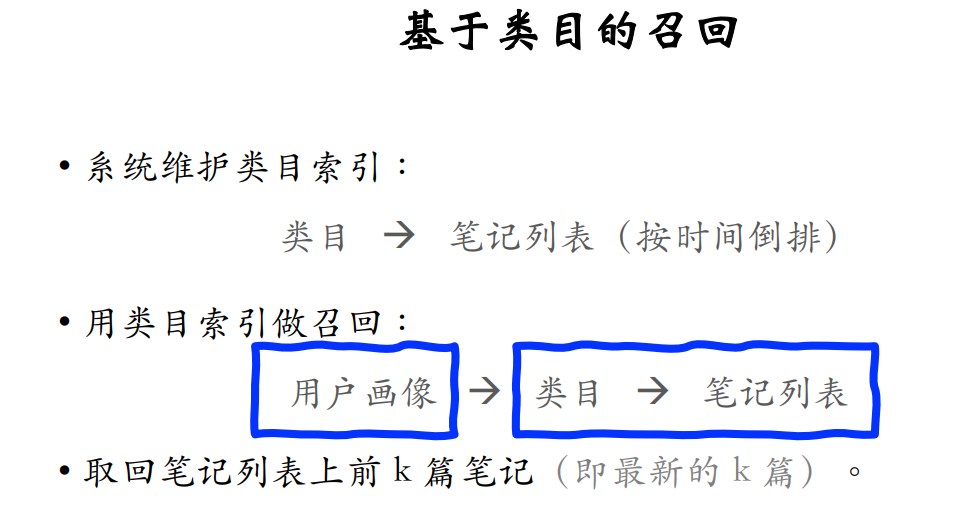 基于类目的召回
• 系统维护类目索引：
类目 → 笔记列表（按时间倒排）
• 用类目索引做召回：
用户画像 → 类目 → 笔记列表
• 取回笔记列表上前 k 篇笔记（即最新的 k 篇）。